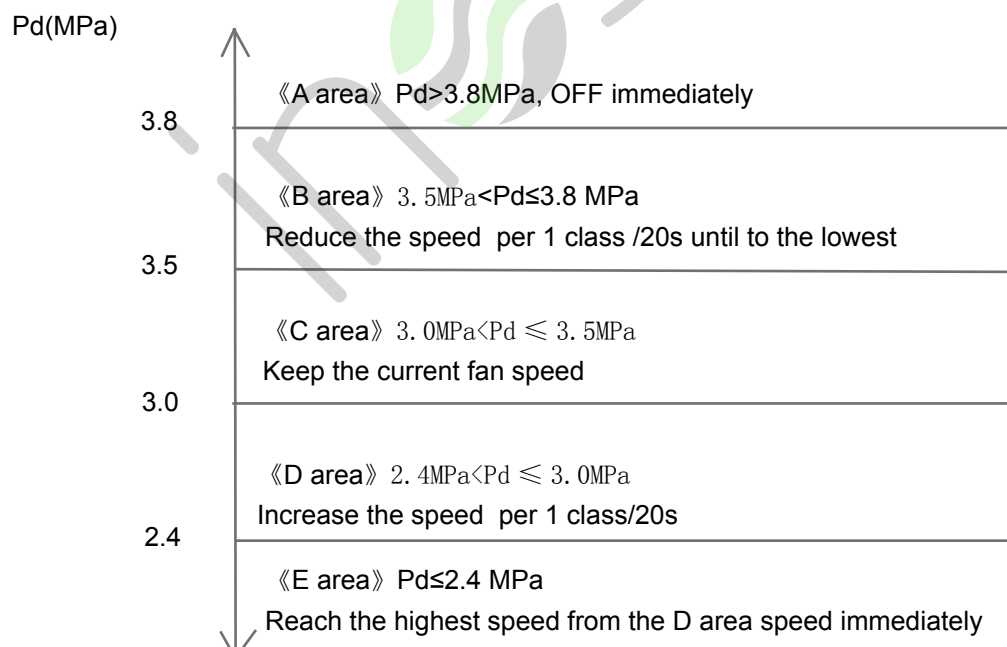 Pd(MPa)
《A area》 Pd>3.8MPa, OFF immediately
3.8
《B area》 3.5MPa<Pd≤3.8 MPa
Reduce the speed per 1 class /20s until to the lowest
3.5
《C area》 3.0MPa<Pd ≤ 3.5MPa
Keep the current fan speed
3.0
《D area》 2.4MPa<Pd ≤ 3.0MPa
Increase the speed per 1 class/20s
2.4
《E area》 Pd≤2.4 MPa
Reach the highest speed from the D area speed immediately